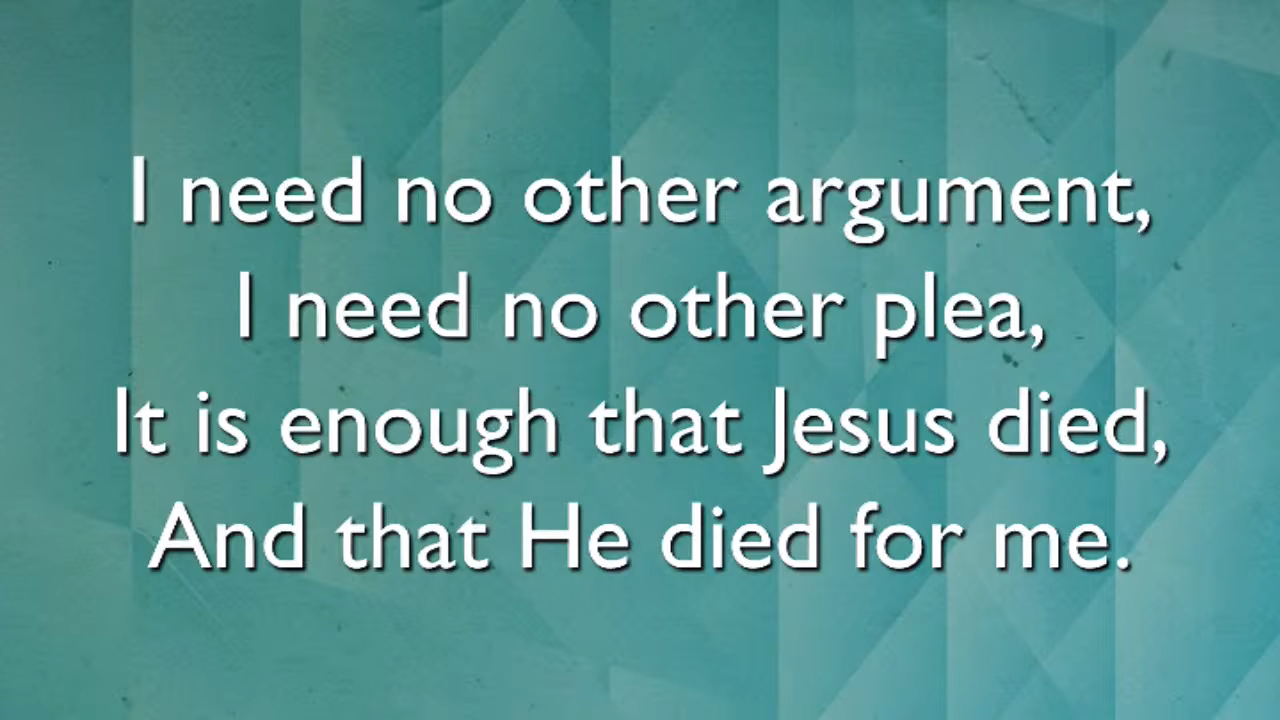 I need no other argument,
I need no other plea,
It is enough that Jesus died,
And that He died for me.